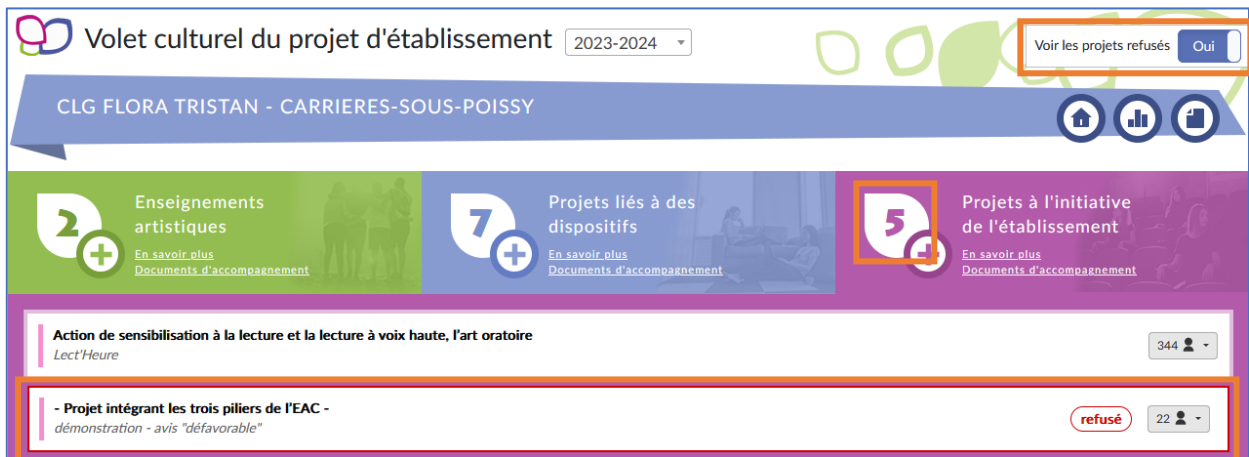 Volet culturel du projet d'établissement 2023-2024
Voir les projets refusés Oui
CLG FLORA TRISTAN - CARRIERES-SOUS-POISSY
2
Enseignements
artistiques
En savoir plus
Documents d'accompagnement
7
Projets liés à des
dispositifs
En savoir plus
Documents d'accompagnement
5
Projets à l'initiative
de l'établissement
En savoir plus
Documents d'accompagnement
Action de sensibilisation à la lecture et la lecture à voix haute, l'art oratoire
Lect'Heure
344
- Projet intégrant les trois piliers de l'EAC -
démonstration - avis "défavorable"
refusé 22